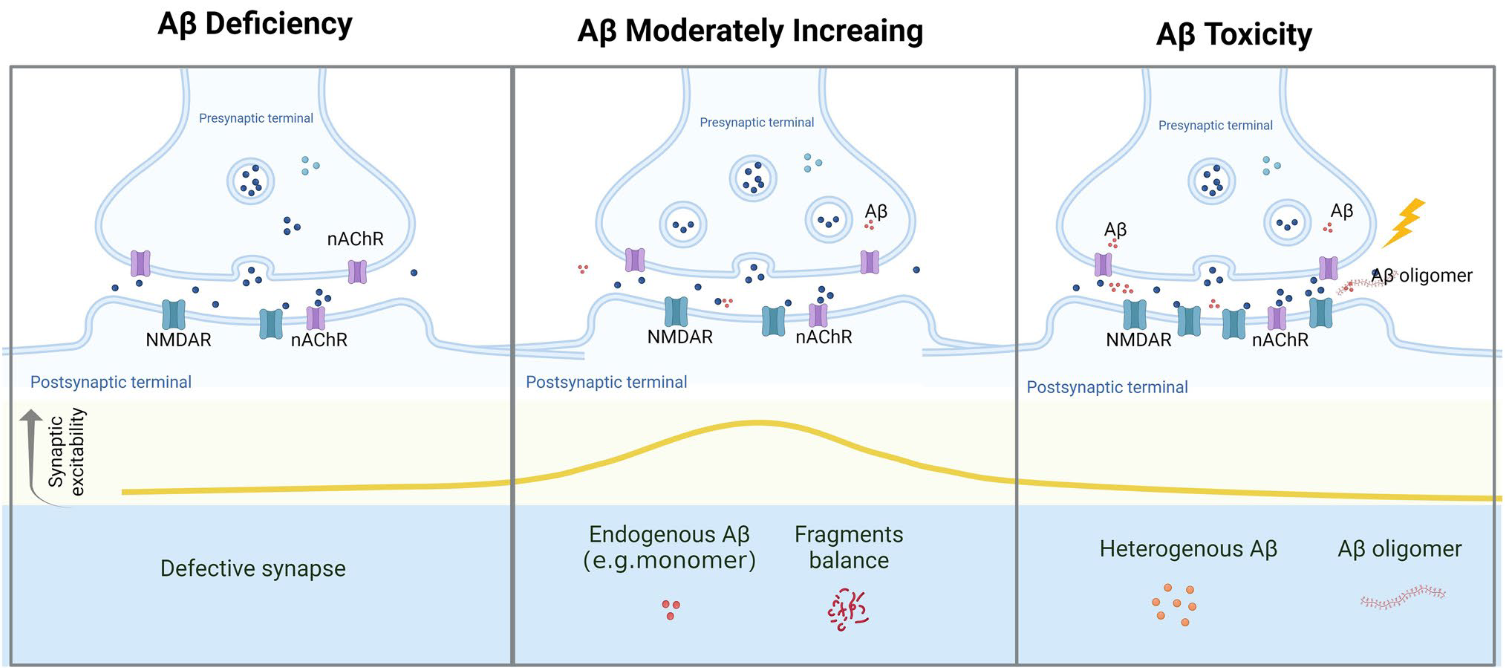 Aβ Deficiency
Aβ Moderately Increaing
Aβ Toxicity
Presynaptic terminal
nAChR
NMDAR
nAChR
Postsynaptic terminal
Presynaptic terminal
Aβ
NMDAR
nAChR
Postsynaptic terminal
Presynaptic terminal
Aβ
Aβ
Aβ oligomer
NMDAR
nAChR
Postsynaptic terminal
Synaptic
excitability
Defective synapse
Endogenous Aβ
(e.g.monomer)
Fragments
balance
Heterogenous Aβ
Aβ oligomer